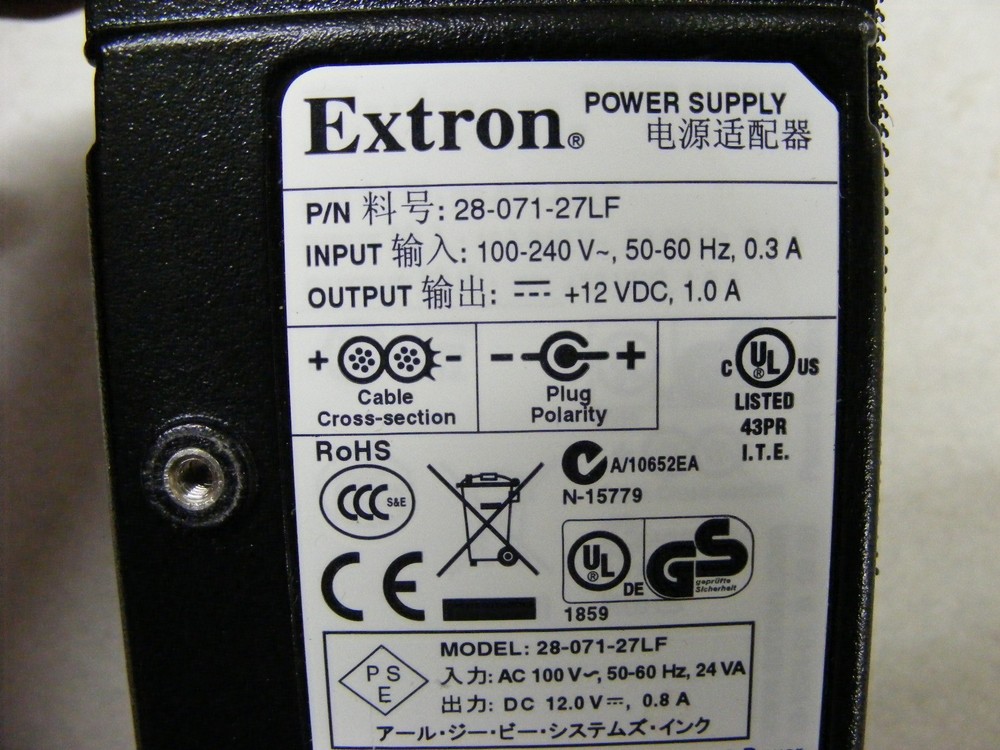 Extron® POWER SUPPLY
电源适配器
P/N 料号: 28-071-27LF
INPUT 输入: 100-240 V~, 50-60 Hz, 0.3 A
OUTPUT 输出: ⎓ +12 VDC, 1.0 A
+ -
Cable
Cross-section
- +
Plug
Polarity
C UL® US
LISTED
43PR
I.T.E.
RoHS
CCC S&E
A/10652EA
N-15779
CE
UL® DE
GS
geprüfte
Sicherheit
1859
PSE
MODEL: 28-071-27LF
入力: AC 100 V~, 50-60 Hz, 24 VA
出力: DC 12.0 V⎓, 0.8 A
アール・ジー・ビー・システムズ・インク